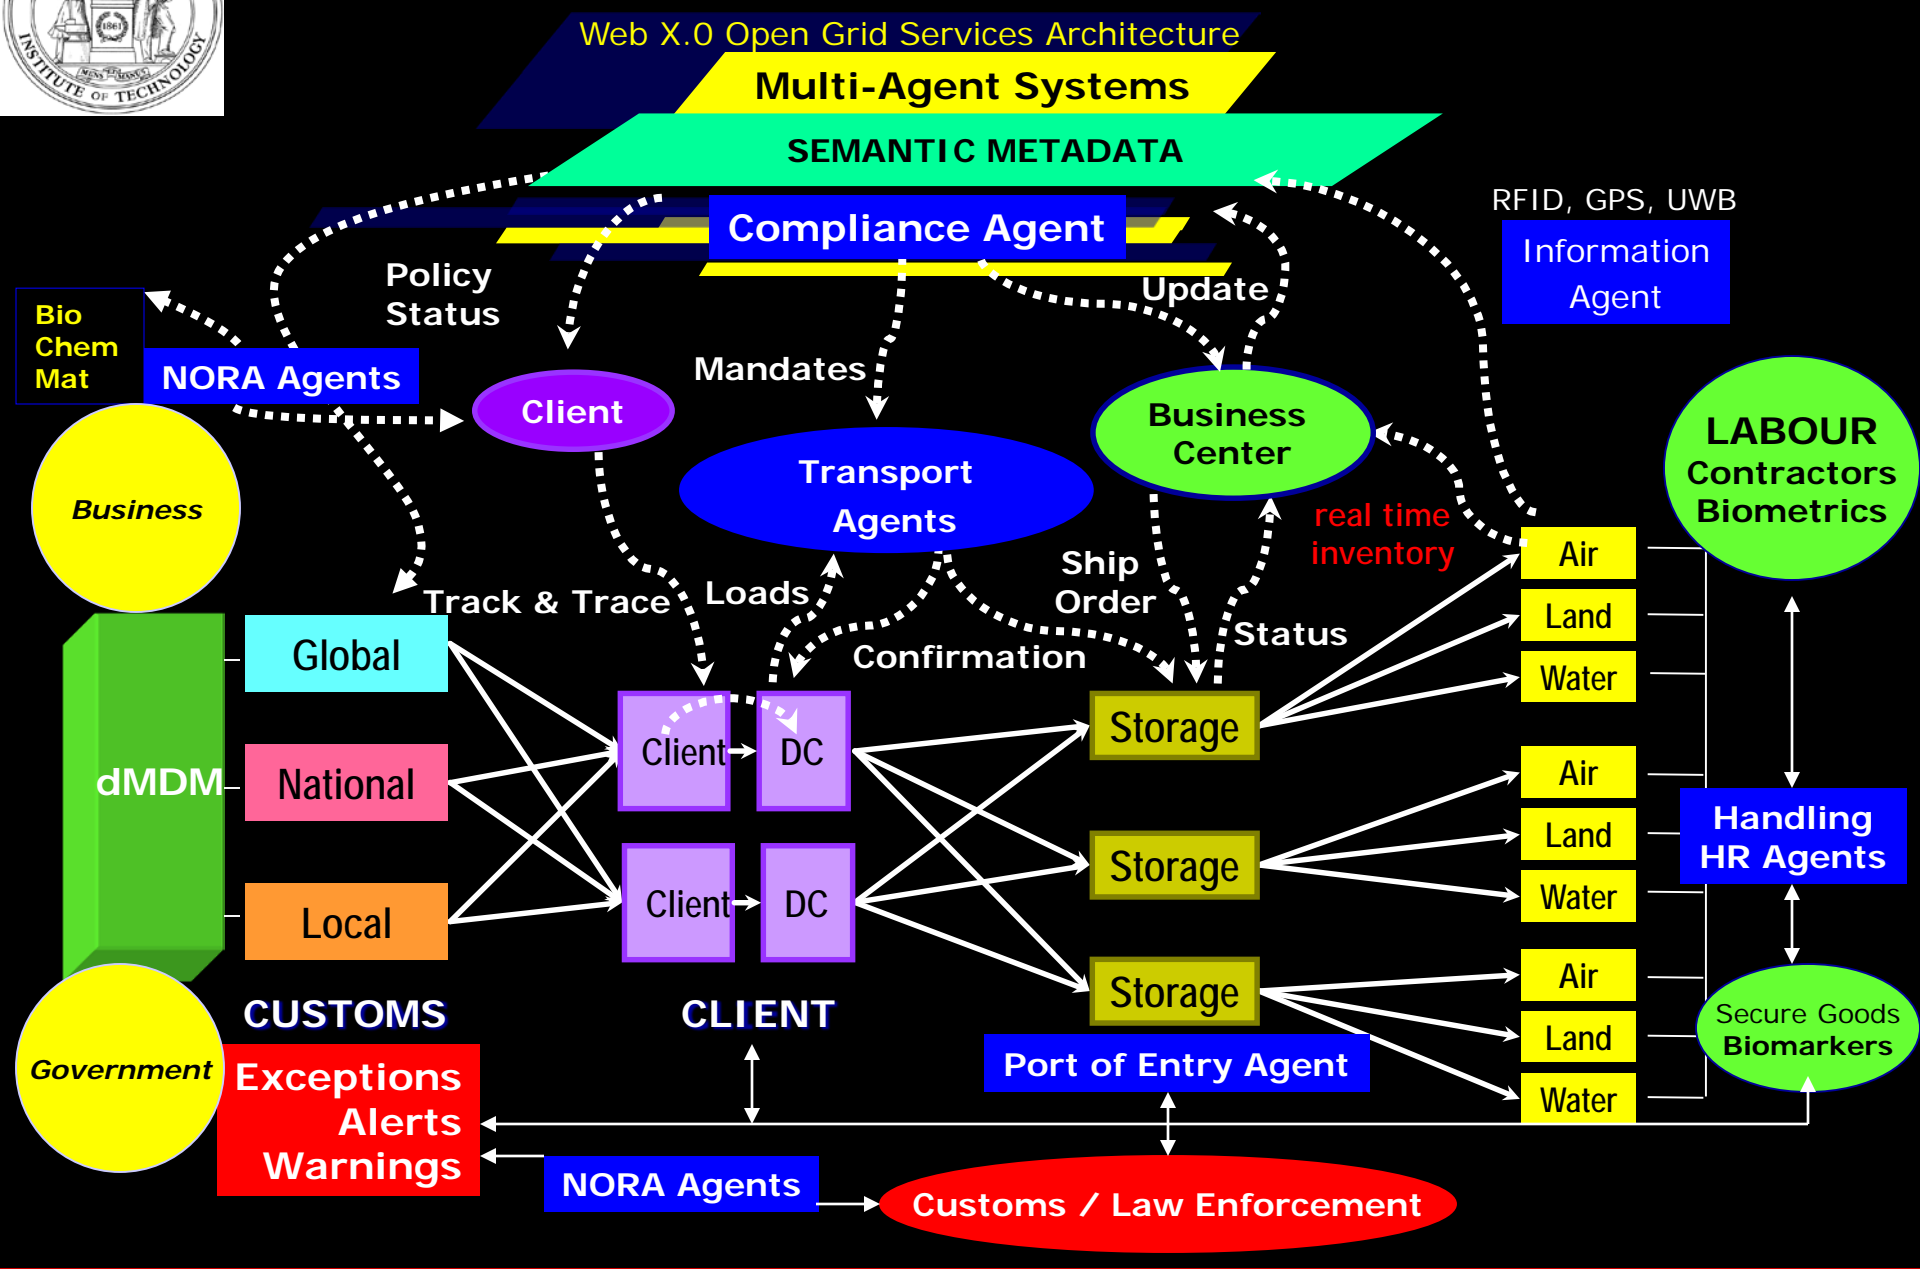 1861
MENS ET MANUS
INSTITUTE OF TECHNOLOGY
Web X.0 Open Grid Services Architecture
Multi-Agent Systems
SEMANTIC METADATA
Compliance Agent
RFID, GPS, UWB
Information
Agent
Policy
Status
Update
Bio
Chem
Mat
NORA Agents
Mandates
Client
Business
Center
LABOUR
Contractors
Biometrics
Transport
Agents
Business
real time
inventory
Ship
Order
Status
Track & Trace
Loads
Confirmation
dMDM
Global
National
Local
Client
DC
Client
DC
Storage
Storage
Storage
Air
Land
Water
Air
Land
Water
Air
Land
Water
Handling
HR Agents
Secure Goods
Biomarkers
CUSTOMS
CLIENT
Government
Exceptions
Alerts
Warnings
Port of Entry Agent
NORA Agents
Customs / Law Enforcement